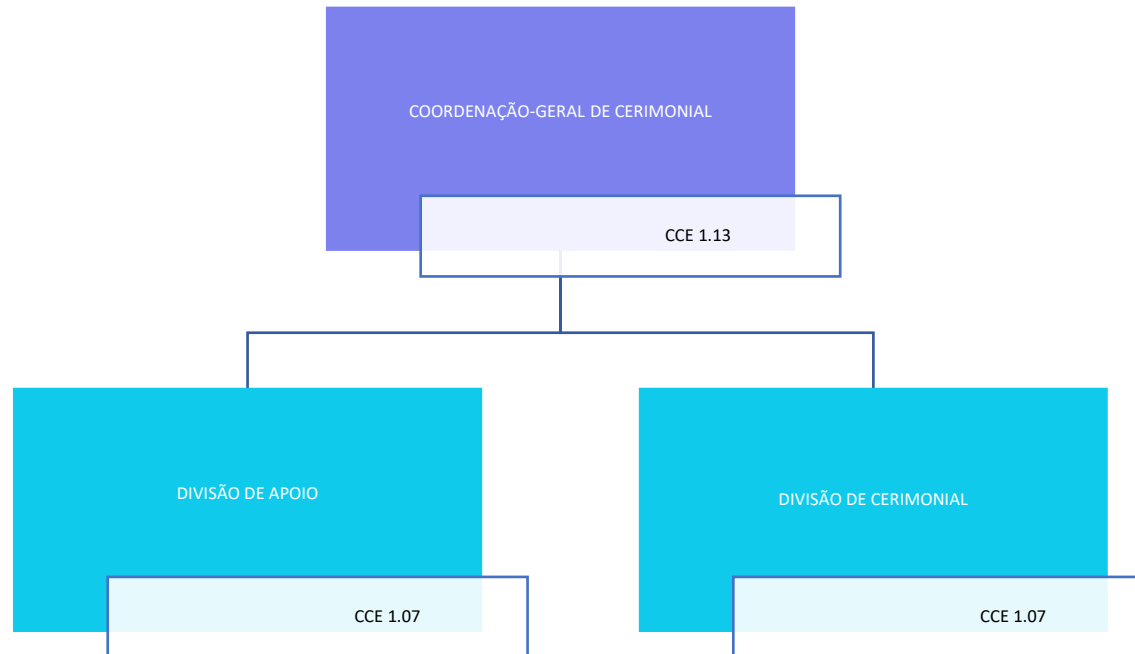 COORDENAÇÃO-GERAL DE CERIMONIAL
CCE 1.13
DIVISÃO DE APOIO
CCE 1.07
DIVISÃO DE CERIMONIAL
CCE 1.07